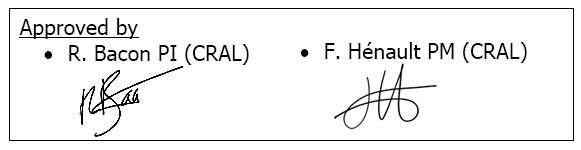 Approved by
• R. Bacon PI (CRAL) • F. Hénault PM (CRAL)